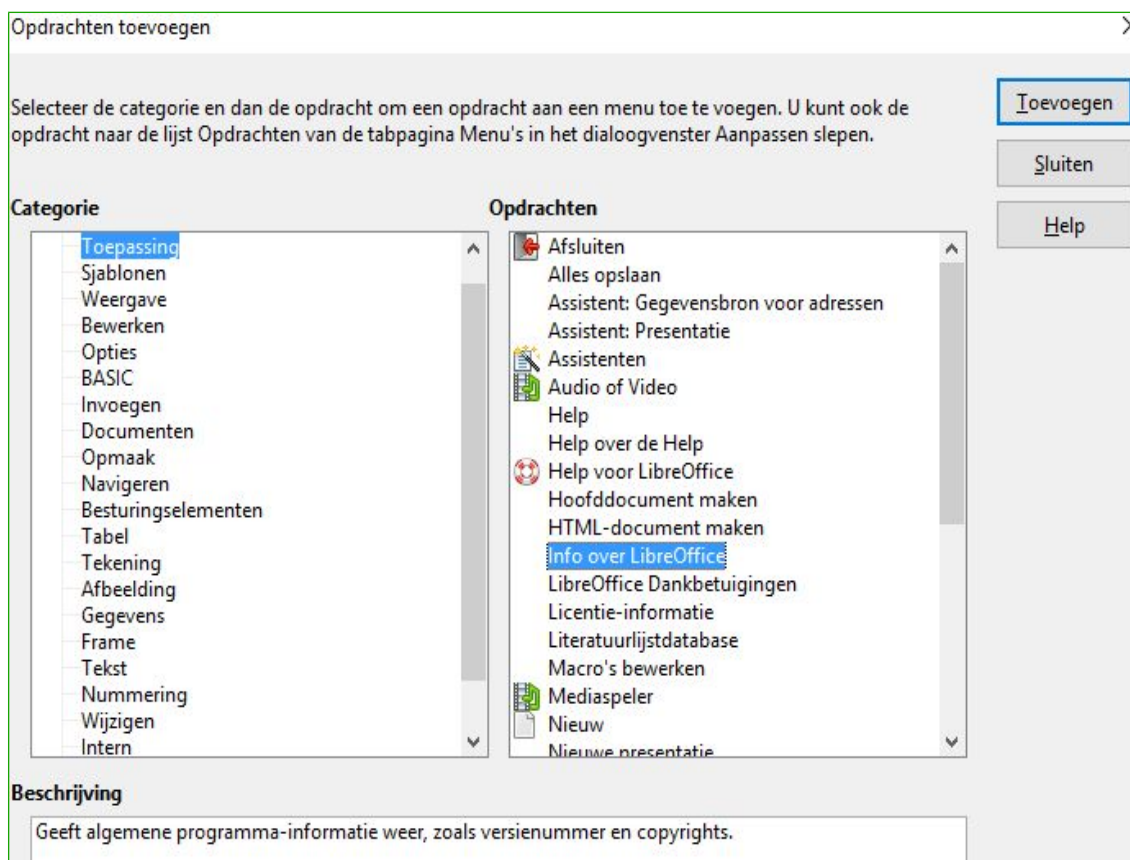 Opdrachten toevoegen
Selecteer de categorie en dan de opdracht om een opdracht aan een menu toe te voegen. U kunt ook de
opdracht naar de lijst Opdrachten van de tabpagina Menu's in het dialoogvenster Aanpassen slepen.
Toevoegen
Sluiten
Help
Categorie
Toepassing
Sjablonen
Weergave
Bewerken
Opties
BASIC
Invoegen
Documenten
Opmaak
Navigeren
Besturingselementen
Tabel
Tekening
Afbeelding
Gegevens
Frame
Tekst
Nummering
Wijzigen
Intern
Opdrachten
Afsluiten
Alles opslaan
Assistent: Gegevensbron voor adressen
Assistent: Presentatie
Assistenten
Audio of Video
Help
Help over de Help
Help voor LibreOffice
Hoofddocument maken
HTML-document maken
Info over LibreOffice
LibreOffice Dankbetuigingen
Licentie-informatie
Literatuurlijstdatabase
Macro's bewerken
Mediaspeler
Nieuw
Nieuwe presentatie
Beschrijving
Geeft algemene programma-informatie weer, zoals versienummer en copyrights.